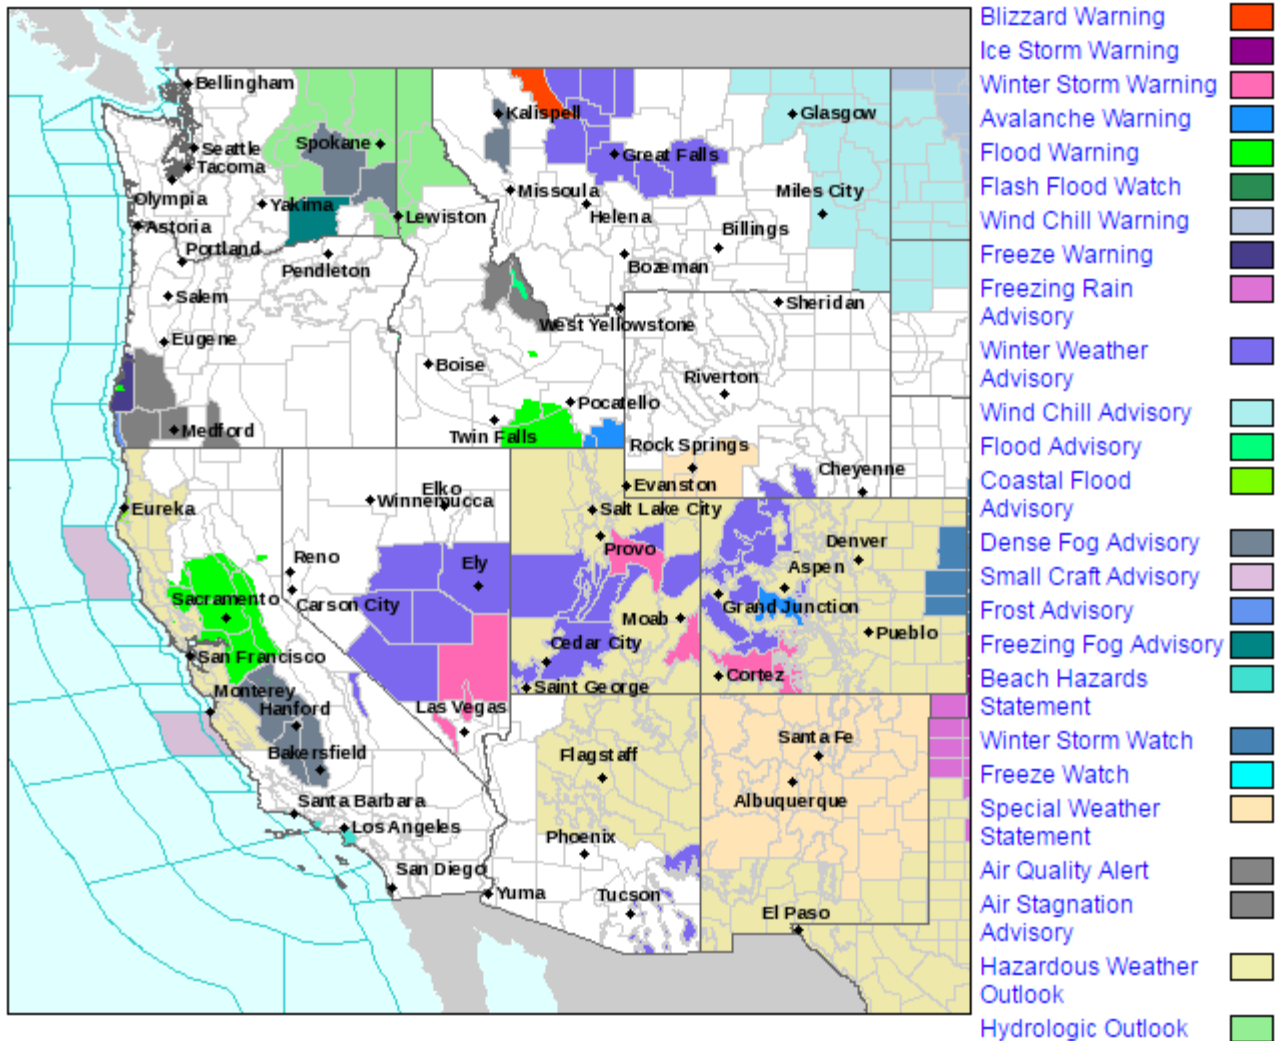 Bellingham
Seattle
Tacoma
Olympia
Astoria
Portland
Salem
Eugene
Medford
Spokane
Yakima
Lewiston
Pendleton
Kalispell
Great Falls
Missoula
Helena
Glasgow
Miles City
Billings
Bozeman
West Yellowstone
Sheridan
Boise
Pocatello
Twin Falls
Riverton
Rock Springs
Cheyenne
Evanston
Eureka
Elko
Winnemucca
Reno
Carson City
Ely
Sacramento
San Francisco
Monterey
Hanford
Bakersfield
Las Vegas
Santa Barbara
Los Angeles
San Diego
Salt Lake City
Provo
Moab
Cedar City
Saint George
Denver
Aspen
Grand Junction
Pueblo
Cortez
Flagstaff
Phoenix
Yuma
Tucson
Santa Fe
Albuquerque
El Paso
Blizzard Warning
Ice Storm Warning
Winter Storm Warning
Avalanche Warning
Flood Warning
Flash Flood Watch
Wind Chill Warning
Freeze Warning
Freezing Rain
Advisory
Winter Weather
Advisory
Wind Chill Advisory
Flood Advisory
Coastal Flood
Advisory
Dense Fog Advisory
Small Craft Advisory
Frost Advisory
Freezing Fog Advisory
Beach Hazards
Statement
Winter Storm Watch
Freeze Watch
Special Weather
Statement
Air Quality Alert
Air Stagnation
Advisory
Hazardous Weather
Outlook
Hydrologic Outlook